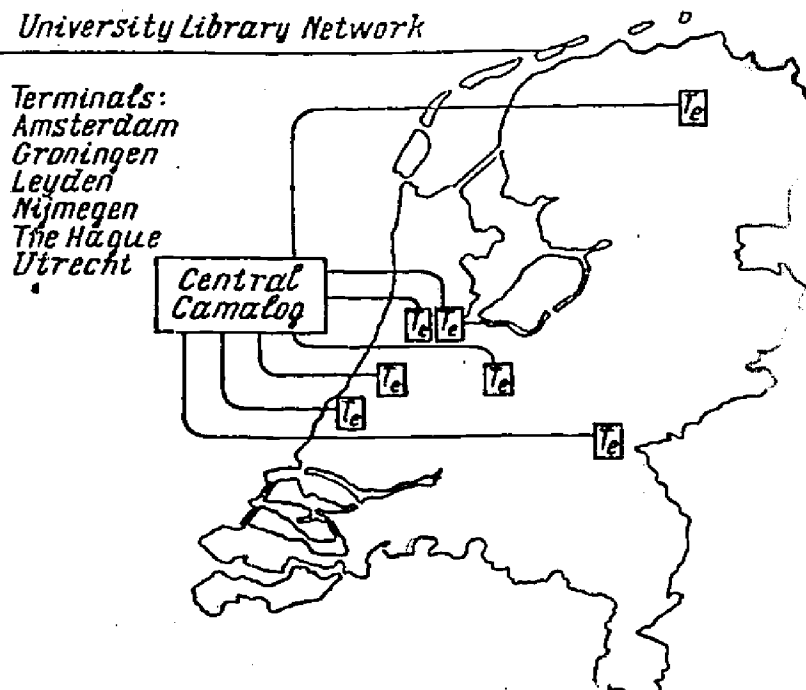 University Library Network
Terminals:
Amsterdam
Groningen
Leyden
Nijmegen
The Hague
Utrecht
Central
Camalog
Te
Te
Te
Te
Te
Te
Te